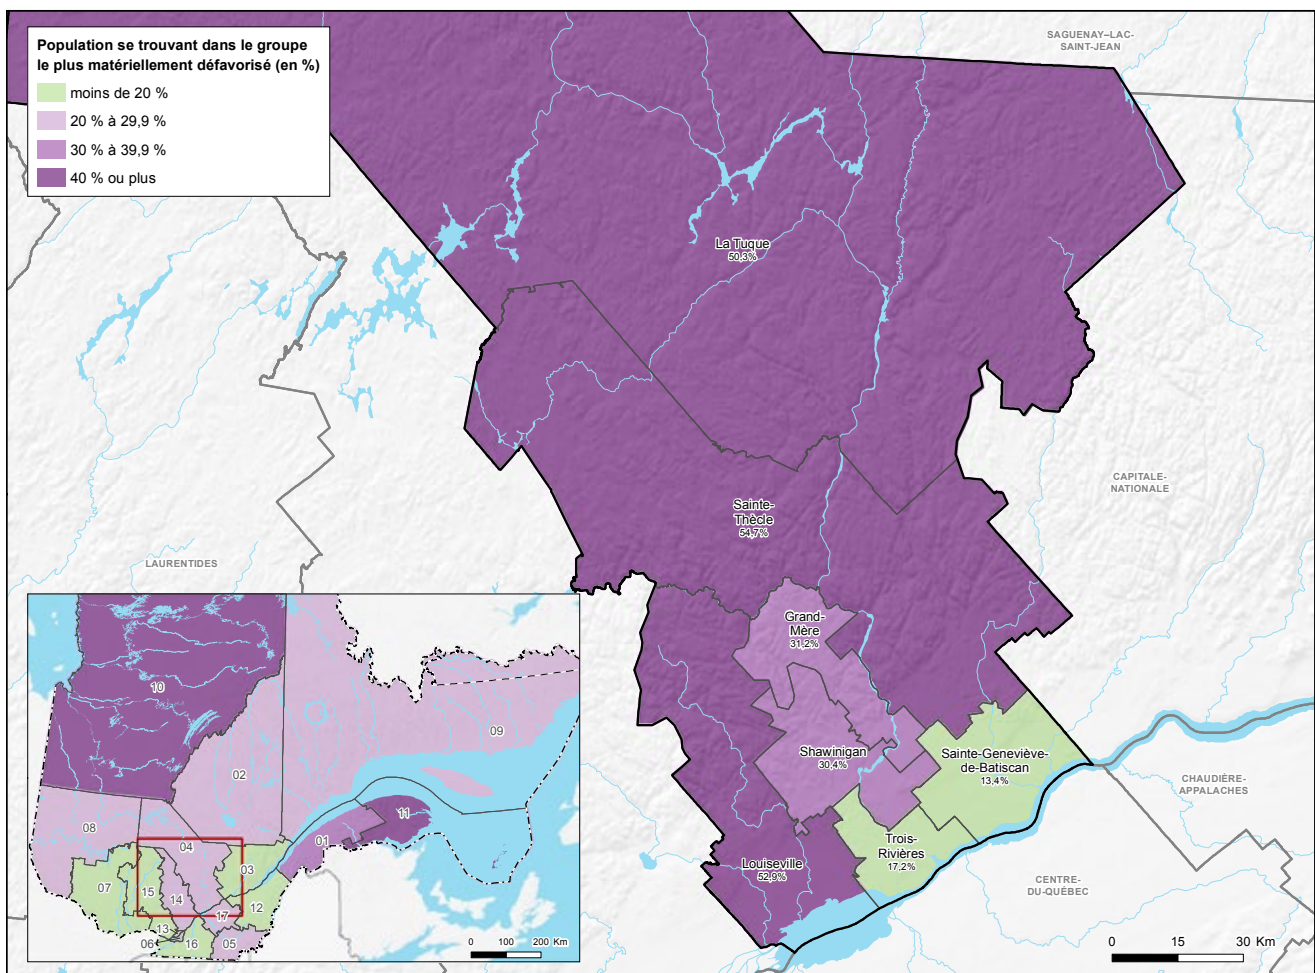 Population se trouvant dans le groupe
le plus matériellement défavorisé (en %)
moins de 20 %
20 % à 29,9 %
30 % à 39,9 %
40 % ou plus
SAGUENAY–LAC-
SAINT-JEAN
La Tuque
50,3%
CAPITALE-
NATIONALE
Sainte-
Thècle
54,7%
LAURENTIDES
Grand-
Mère
31,2%
Shawinigan
30,4%
Sainte-Geneviève-
de-Batiscan
13,4%
CHAUDIÈRE-
APPALACHES
Trois-
Rivières
17,2%
Louiseville
52,9%
CENTRE-
DU-QUÉBEC
10
09
02
08
11
01
04
03
07
15
14
12
17
13
06
16
05
0 100 200 Km
0 15 30 Km